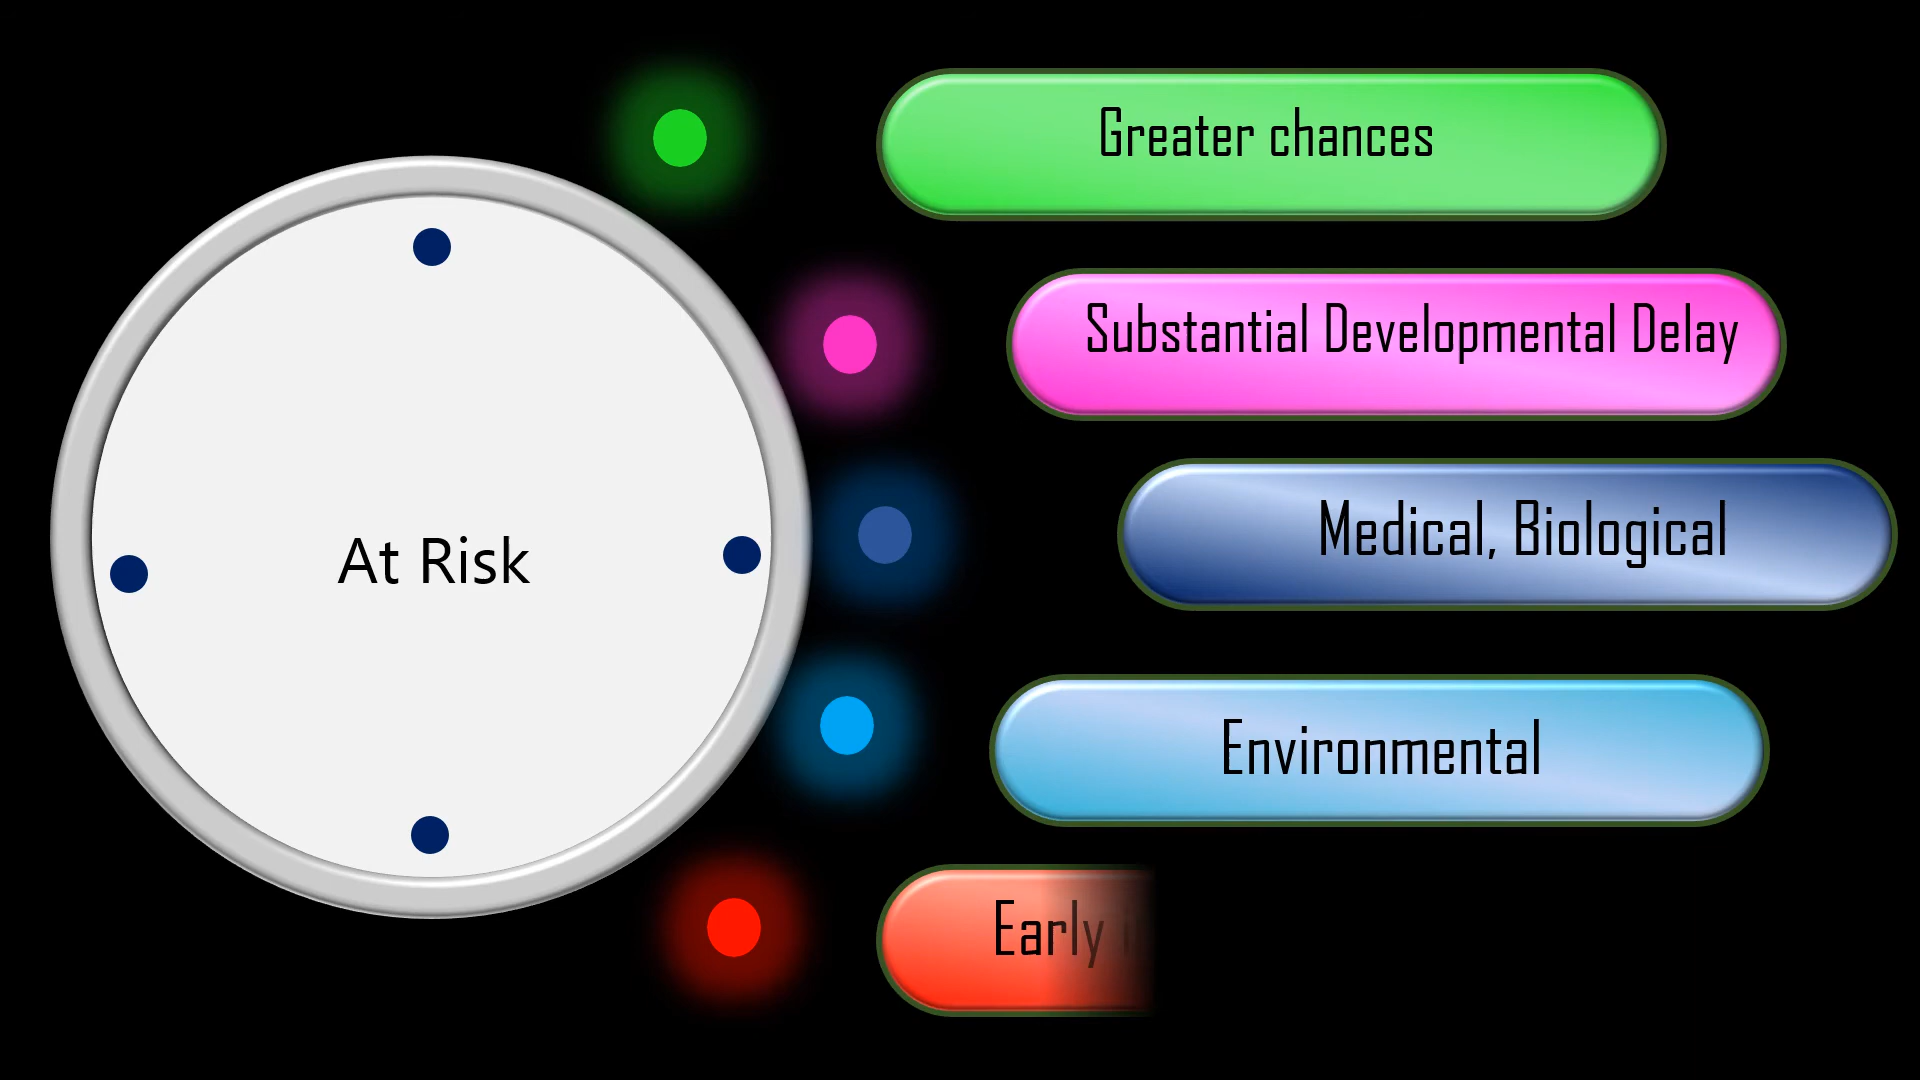 Greater chances
Substantial Developmental Delay
Medical, Biological
At Risk
Environmental
Early